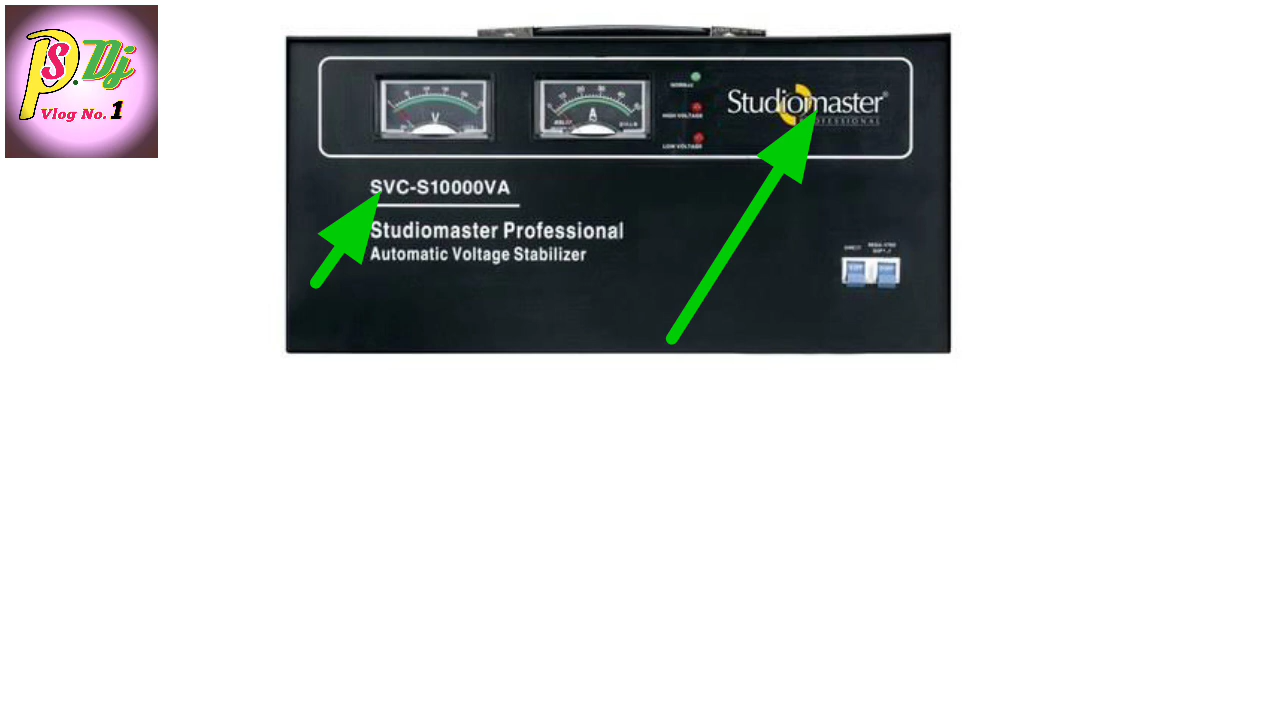 PS.Dj
Vlog No. 1
V
A
NORMAL
HIGH VOLTAGE
LOW VOLTAGE
Studiomaster®
PROFESSIONAL
SVC-S10000VA
Studiomaster Professional
Automatic Voltage Stabilizer